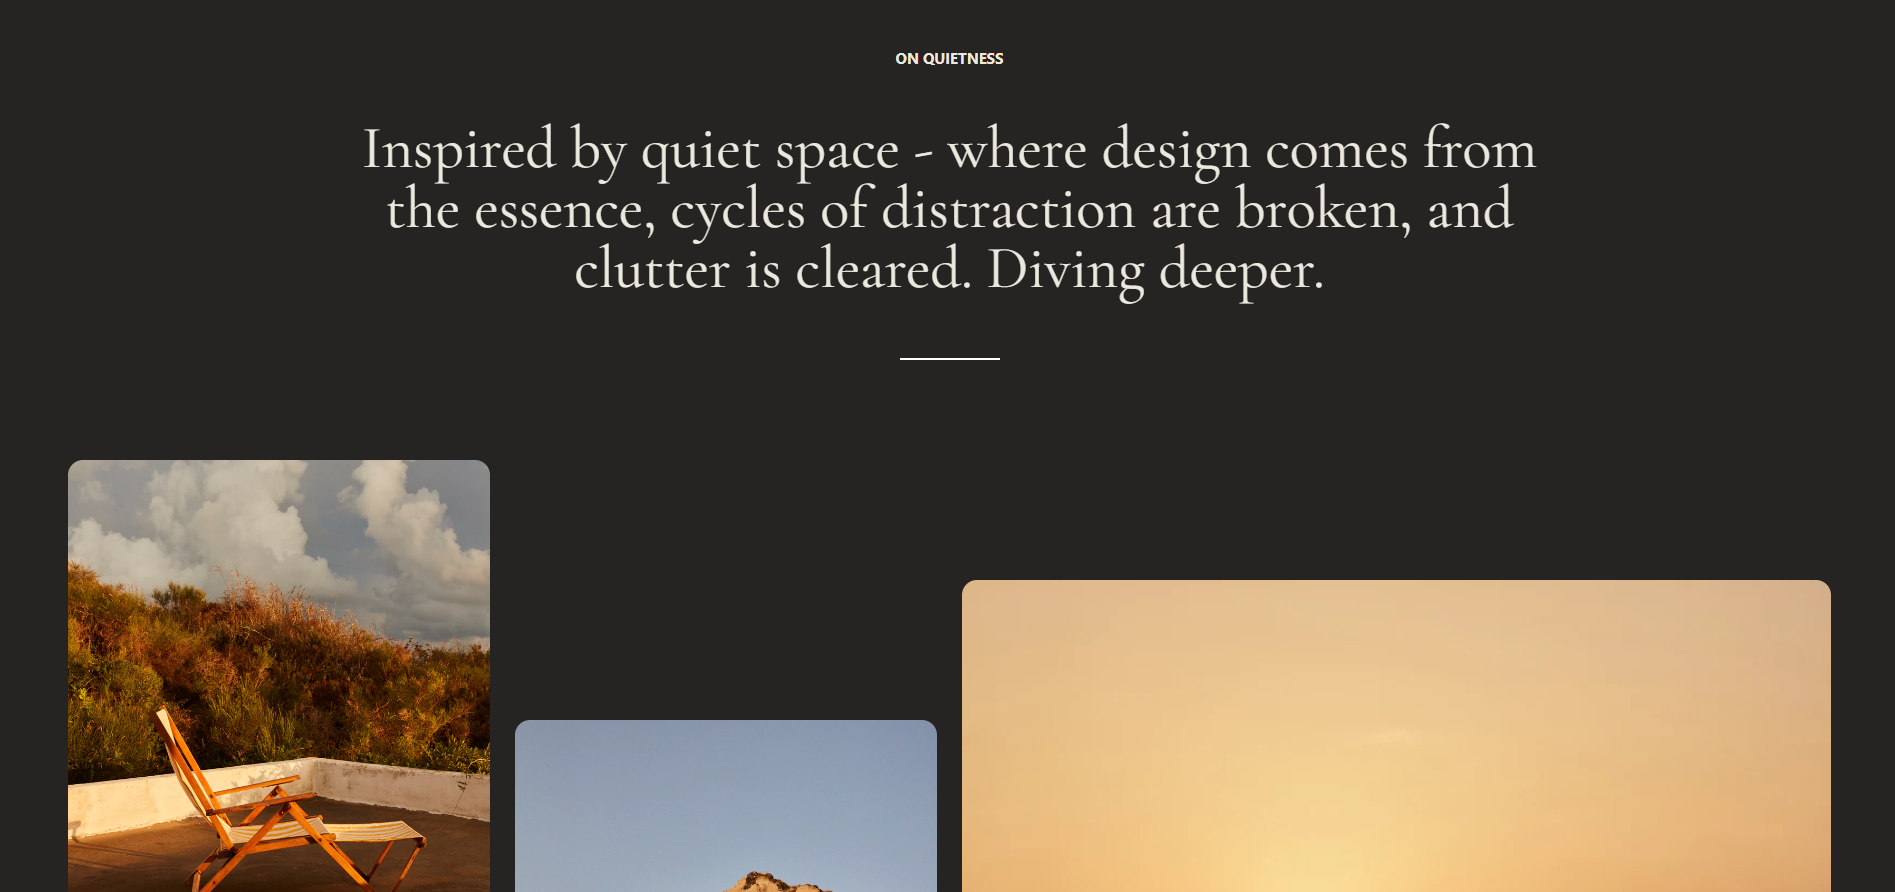 ON QUIETNESS
Inspired by quiet space - where design comes from
the essence, cycles of distraction are broken, and
clutter is cleared. Diving deeper.